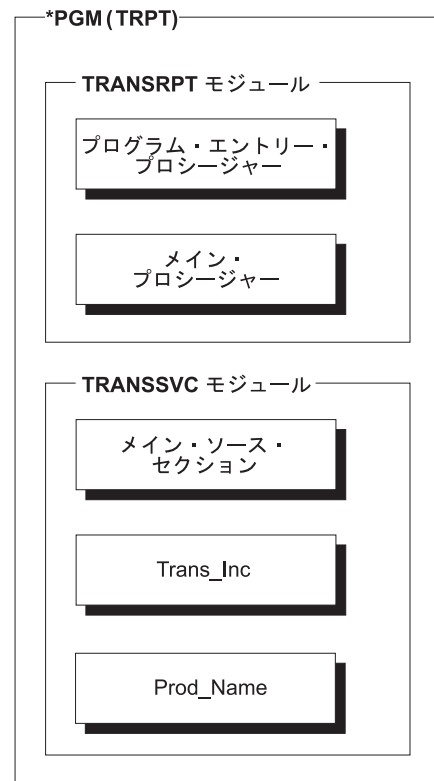 *PGM (TRPT)
TRANSRPT モジュール
プログラム・エントリー・
プロシージャー
メイン・
プロシージャー
TRANSSVC モジュール
メイン・ソース・
セクション
Trans_Inc
Prod_Name